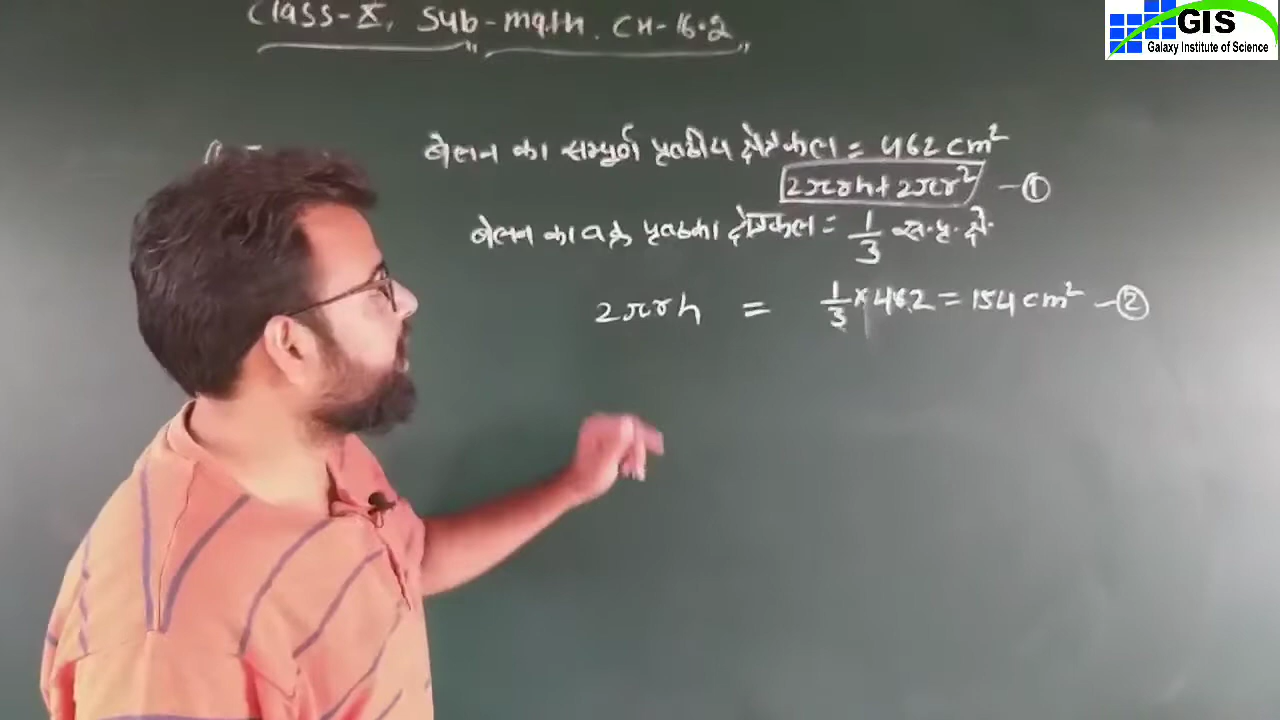 Class-X, Sub-math. CH-16.2
GIS
Galaxy Institute of Science
बेलन का सम्पूर्ण पृष्ठीय क्षेत्रफल = 462 cm²
2πrh + 2πr² -①
बेलन का वक्र पृष्ठ का क्षेत्रफल = 1/3 स.पृ.क्षे.
2πrh = 1/3 × 462 = 154 cm² -②